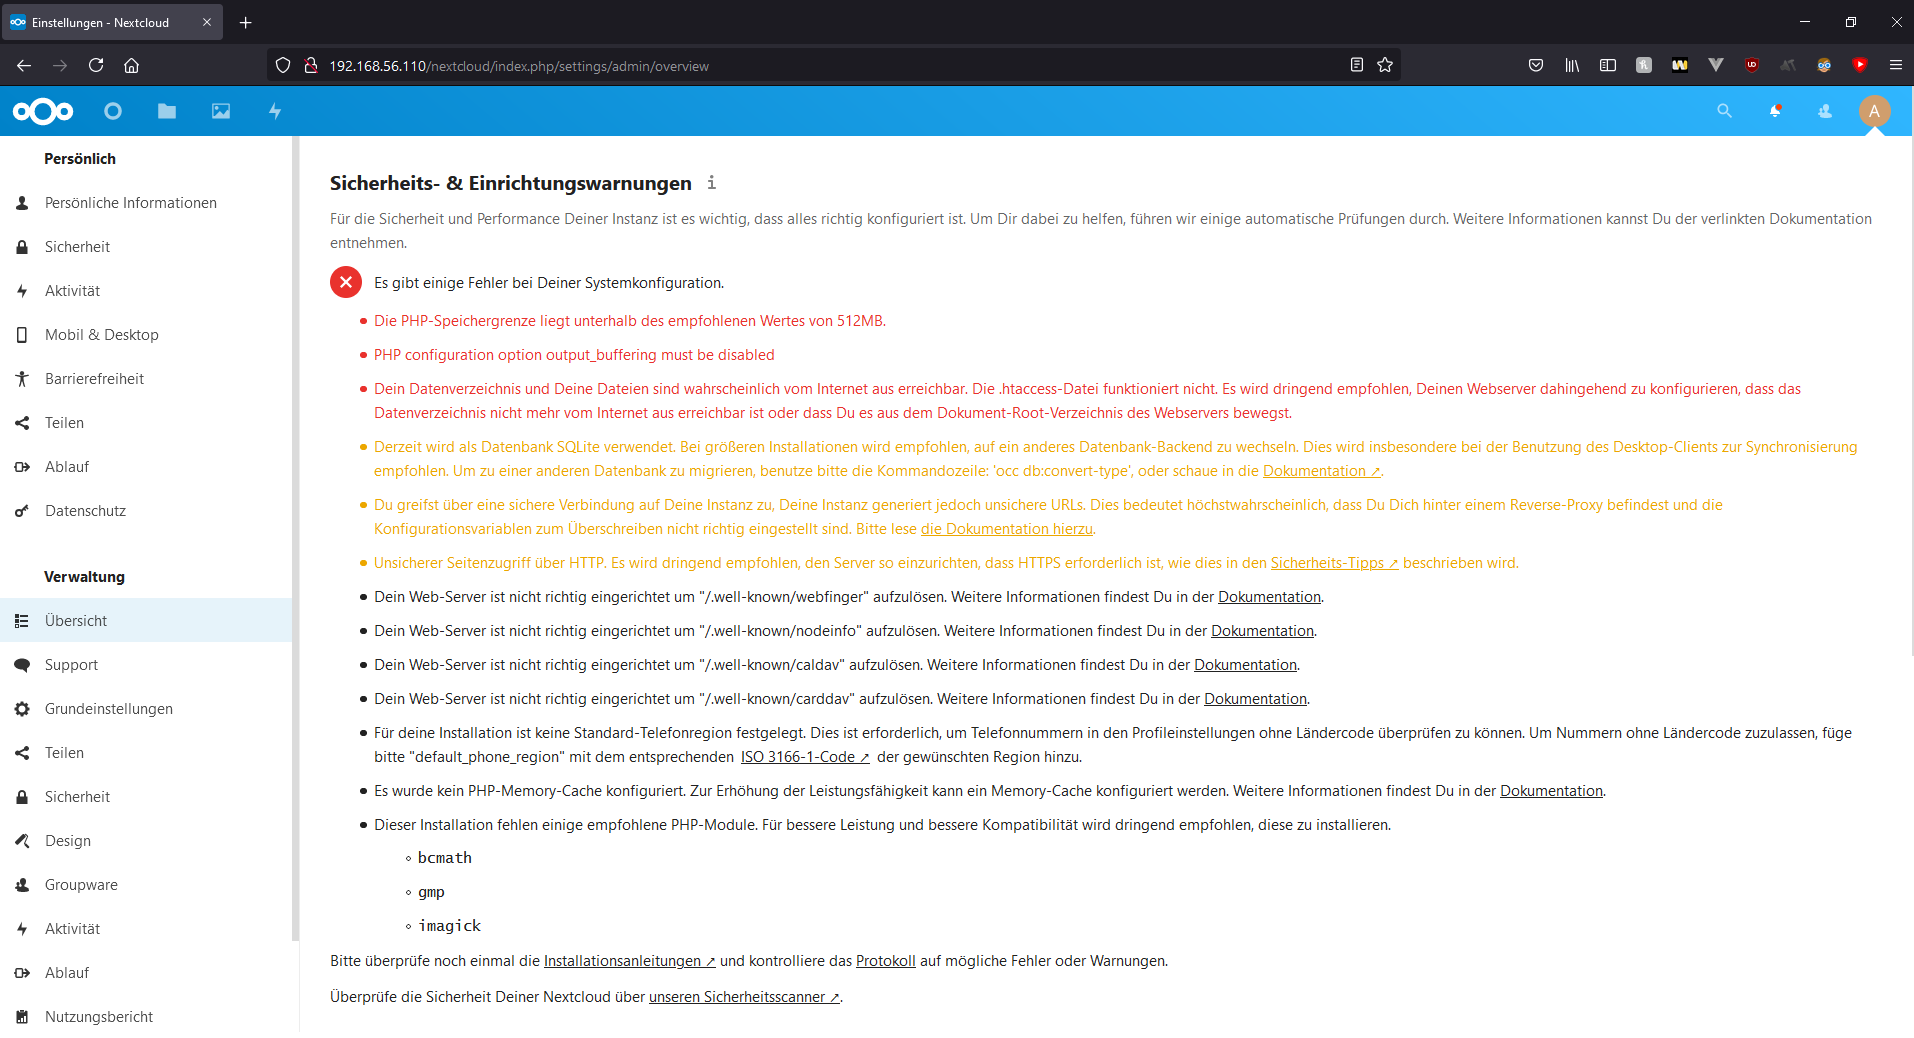 Einstellungen - Nextcloud
192.168.56.110/nextcloud/index.php/settings/admin/overview
A
Persönlich
Persönliche Informationen
Sicherheit
Aktivität
Mobil & Desktop
Barrierefreiheit
Teilen
Ablauf
Datenschutz
Verwaltung
Übersicht
Support
Grundeinstellungen
Teilen
Sicherheit
Design
Groupware
Aktivität
Ablauf
Nutzungsbericht
Sicherheits- & Einrichtungswarnungen
Für die Sicherheit und Performance Deiner Instanz ist es wichtig, dass alles richtig konfiguriert ist. Um Dir dabei zu helfen, führen wir einige automatische Prüfungen durch. Weitere Informationen kannst Du der verlinkten Dokumentation
entnehmen.
Es gibt einige Fehler bei Deiner Systemkonfiguration.
Die PHP-Speichergrenze liegt unterhalb des empfohlenen Wertes von 512MB.
PHP configuration option output_buffering must be disabled
Dein Datenverzeichnis und Deine Dateien sind wahrscheinlich vom Internet aus erreichbar. Die .htaccess-Datei funktioniert nicht. Es wird dringend empfohlen, Deinen Webserver dahingehend zu konfigurieren, dass das
Datenverzeichnis nicht mehr vom Internet aus erreichbar ist oder dass Du es aus dem Dokument-Root-Verzeichnis des Webservers bewegst.
Derzeit wird als Datenbank SQLite verwendet. Bei größeren Installationen wird empfohlen, auf ein anderes Datenbank-Backend zu wechseln. Dies wird insbesondere bei der Benutzung des Desktop-Clients zur Synchronisierung
empfohlen. Um zu einer anderen Datenbank zu migrieren, benutze bitte die Kommandozeile: 'occ db:convert-type', oder schaue in die Dokumentation ↗.
Du greifst über eine sichere Verbindung auf Deine Instanz zu, Deine Instanz generiert jedoch unsichere URLs. Dies bedeutet höchstwahrscheinlich, dass Du Dich hinter einem Reverse-Proxy befindest und die
Konfigurationsvariablen zum Überschreiben nicht richtig eingestellt sind. Bitte lese die Dokumentation hierzu.
Unsicherer Seitenzugriff über HTTP. Es wird dringend empfohlen, den Server so einzurichten, dass HTTPS erforderlich ist, wie dies in den Sicherheits-Tipps ↗ beschrieben wird.
Dein Web-Server ist nicht richtig eingerichtet um "/.well-known/webfinger" aufzulösen. Weitere Informationen findest Du in der Dokumentation.
Dein Web-Server ist nicht richtig eingerichtet um "/.well-known/nodeinfo" aufzulösen. Weitere Informationen findest Du in der Dokumentation.
Dein Web-Server ist nicht richtig eingerichtet um "/.well-known/caldav" aufzulösen. Weitere Informationen findest Du in der Dokumentation.
Dein Web-Server ist nicht richtig eingerichtet um "/.well-known/carddav" aufzulösen. Weitere Informationen findest Du in der Dokumentation.
Für deine Installation ist keine Standard-Telefonregion festgelegt. Dies ist erforderlich, um Telefonnummern in den Profileinstellungen ohne Ländercode überprüfen zu können. Um Nummern ohne Ländercode zuzulassen, füge
bitte "default_phone_region" mit dem entsprechenden ISO 3166-1-Code ↗ der gewünschten Region hinzu.
Es wurde kein PHP-Memory-Cache konfiguriert. Zur Erhöhung der Leistungsfähigkeit kann ein Memory-Cache konfiguriert werden. Weitere Informationen findest Du in der Dokumentation.
Dieser Installation fehlen einige empfohlene PHP-Module. Für bessere Leistung und bessere Kompatibilität wird dringend empfohlen, diese zu installieren.
bcmath
gmp
imagick
Bitte überprüfe noch einmal die Installationsanleitungen ↗ und kontrolliere das Protokoll auf mögliche Fehler oder Warnungen.
Überprüfe die Sicherheit Deiner Nextcloud über unseren Sicherheitsscanner ↗.